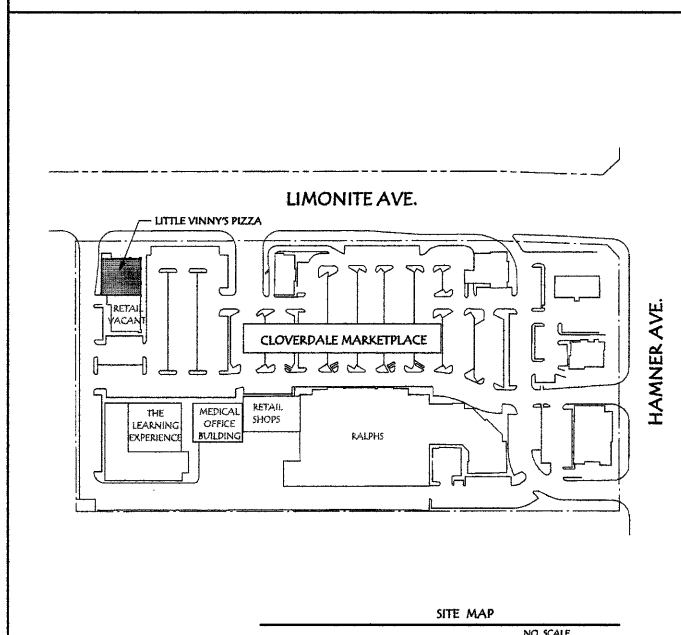 LIMONITE AVE.
LITTLE VINNY'S PIZZA
RETAIL
VACANT
CLOVERDALE MARKETPLACE
HAMNER AVE.
THE
LEARNING
EXPERIENCE
MEDICAL
OFFICE
BUILDING
RETAIL
SHOPS
RALPHS
SITE MAP
NO SCALE